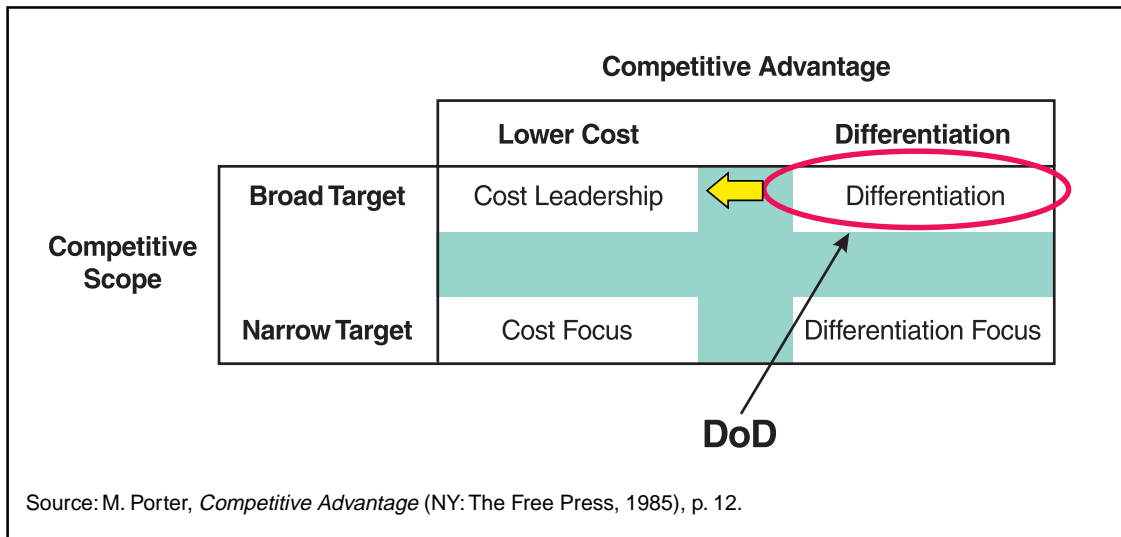 Competitive Advantage
Lower Cost Differentiation
Broad Target Cost Leadership Differentiation
Competitive
Scope
Narrow Target Cost Focus Differentiation Focus
DoD
Source: M. Porter, Competitive Advantage (NY: The Free Press, 1985), p. 12.